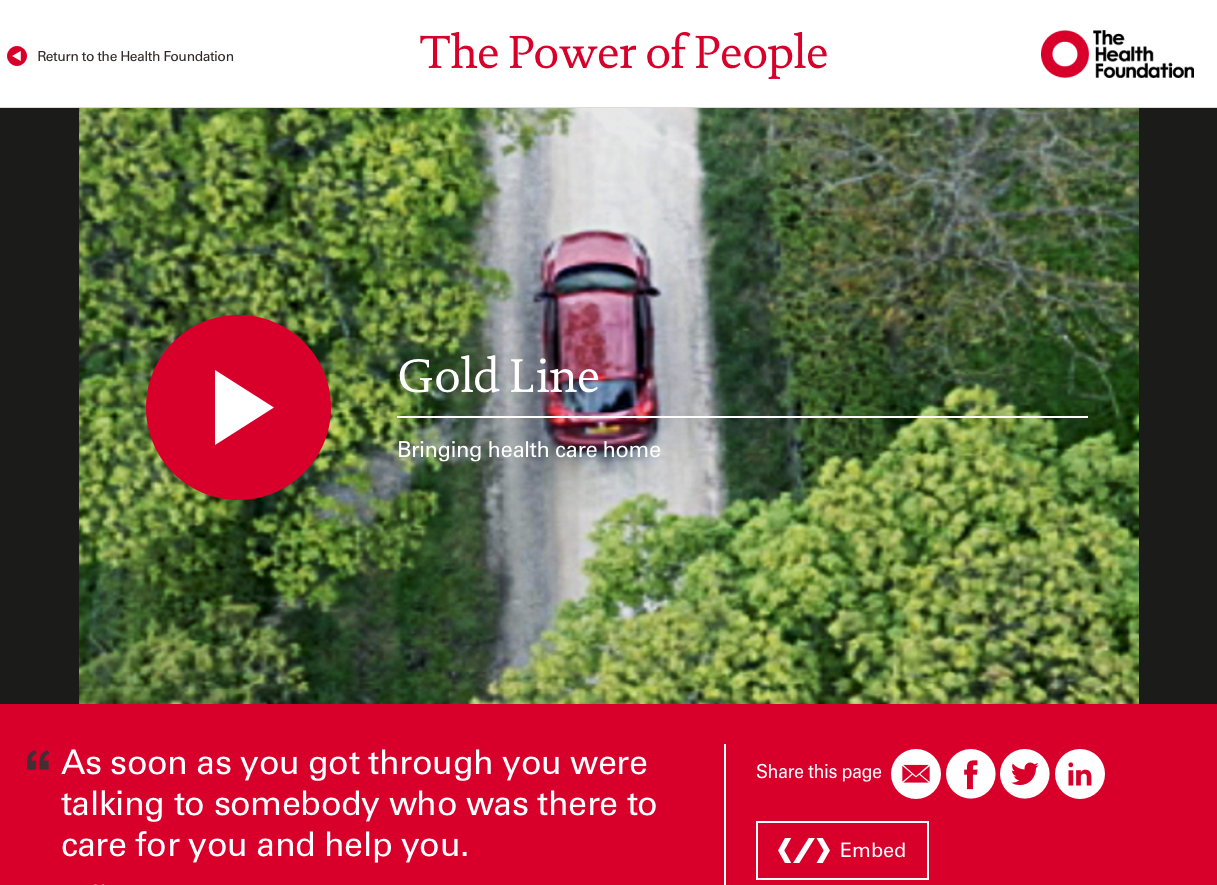 Return to the Health Foundation
The Power of People
The
Health
Foundation
Gold Line
Bringing health care home
“ As soon as you got through you were
talking to somebody who was there to
care for you and help you.
Share this page
Embed